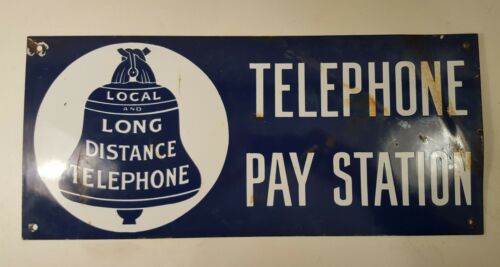 LOCAL
AND
LONG
DISTANCE
TELEPHONE
TELEPHONE
PAY STATION